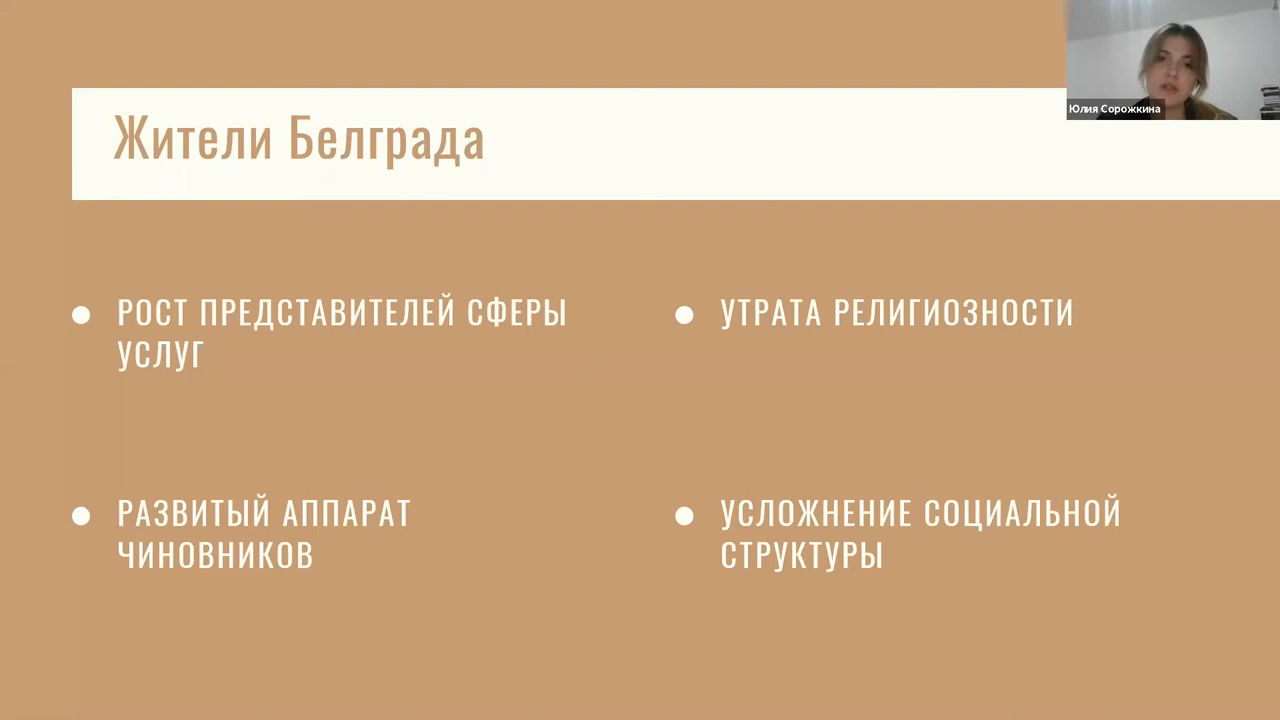 Юлия Сорожкина
Жители Белграда
РОСТ ПРЕДСТАВИТЕЛЕЙ СФЕРЫ
УСЛУГ
УТРАТА РЕЛИГИОЗНОСТИ
РАЗВИТЫЙ АППАРАТ
ЧИНОВНИКОВ
УСЛОЖНЕНИЕ СОЦИАЛЬНОЙ
СТРУКТУРЫ